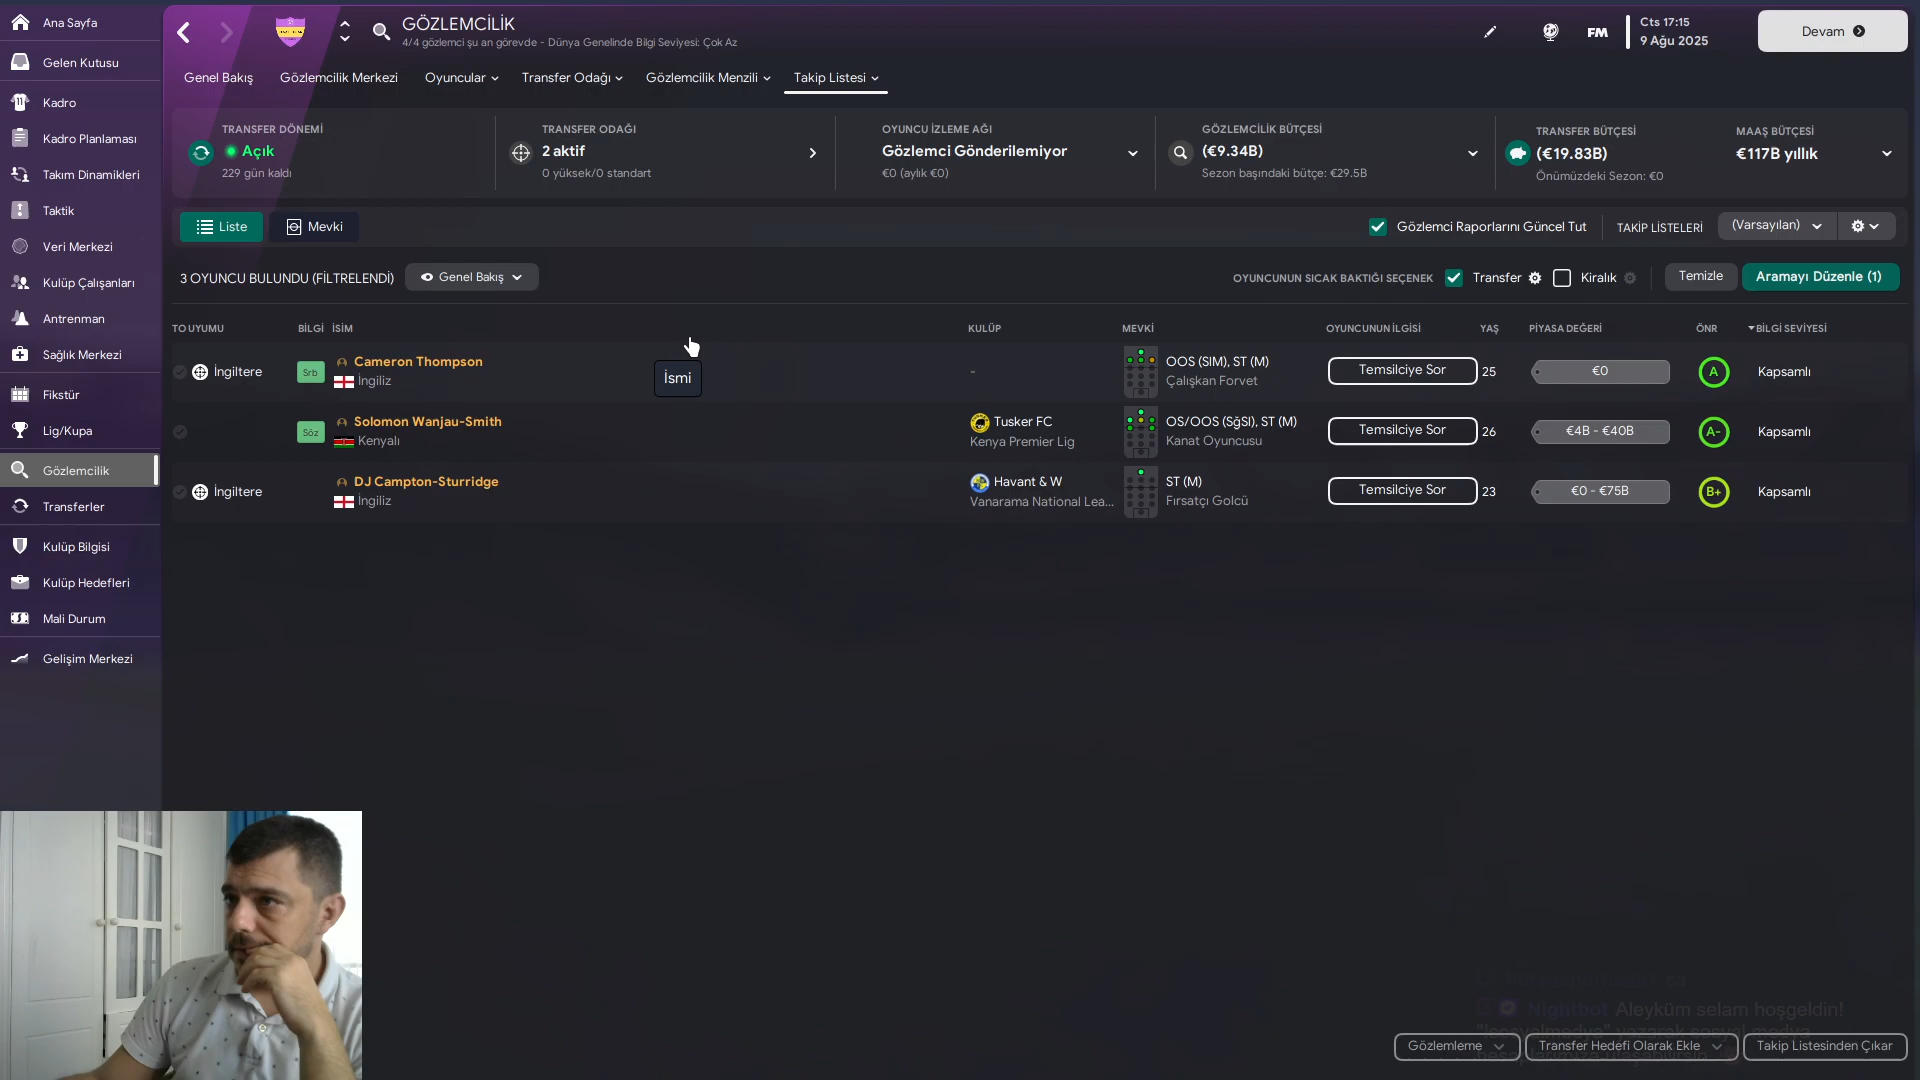 Ana Sayfa
Gelen Kutusu
Kadro
Kadro Planlaması
Takım Dinamikleri
Taktik
Veri Merkezi
Kulüp Çalışanları
Antrenman
Sağlık Merkezi
Fikstür
Lig/Kupa
Gözlemcilik
Transferler
Kulüp Bilgisi
Kulüp Hedefleri
Mali Durum
Gelişim Merkezi
GÖZLEMCİLİK
4/4 gözlemci şu an görevde - Dünya Genelinde Bilgi Seviyesi: Çok Az
FM
Cts 17:15
9 Ağu 2025
Devam
Genel Bakış
Gözlemcilik Merkezi
Oyuncular
Transfer Odağı
Gözlemcilik Menzili
Takip Listesi
TRANSFER DÖNEMİ
Açık
229 gün kaldı
TRANSFER ODAĞI
2 aktif
0 yüksek/0 standart
OYUNCU İZLEME AĞI
Gözlemci Gönderilemiyor
€0 (aylık €0)
GÖZLEMCİLİK BÜTÇESİ
(€9.34B)
Sezon başındaki bütçe: €29.5B
TRANSFER BÜTÇESİ
(€19.83B)
Önümüzdeki Sezon: €0
MAAŞ BÜTÇESİ
€117B yıllık
Liste
Mevki
Gözlemci Raporlarını Güncel Tut
TAKİP LİSTELERİ
(Varsayılan)
3 OYUNCU BULUNDU (FİLTRELENDİ)
Genel Bakış
OYUNCUNUN SICAK BAKTIĞI SEÇENEK
Transfer
Kiralık
Temizle
Aramayı Düzenle (1)
TO UYUMU BİLGİ İSİM KULÜP MEVKİ OYUNCUNUN İLGİSİ YAŞ PİYASA DEĞERİ ÖNR BİLGİ SEVİYESİ
İngiltere
Srb
Cameron Thompson
İngiliz
-
OOS (SlM), ST (M)
Çalışkan Forvet
Temsilciye Sor
25
€0
A
Kapsamlı
İsmi
Söz
Solomon Wanjau-Smith
Kenyalı
Tusker FC
Kenya Premier Lig
OS/OOS (SğSl), ST (M)
Kanat Oyuncusu
Temsilciye Sor
26
€4B - €40B
A-
Kapsamlı
İngiltere
DJ Campton-Sturridge
İngiliz
Havant & W
Vanarama National Lea...
ST (M)
Fırsatçı Golcü
Temsilciye Sor
23
€0 - €75B
B+
Kapsamlı
Nightbot Aleyküm selam hoşgeldin!
Gözlemleme
Transfer Hedefi Olarak Ekle
Takip Listesinden Çıkar